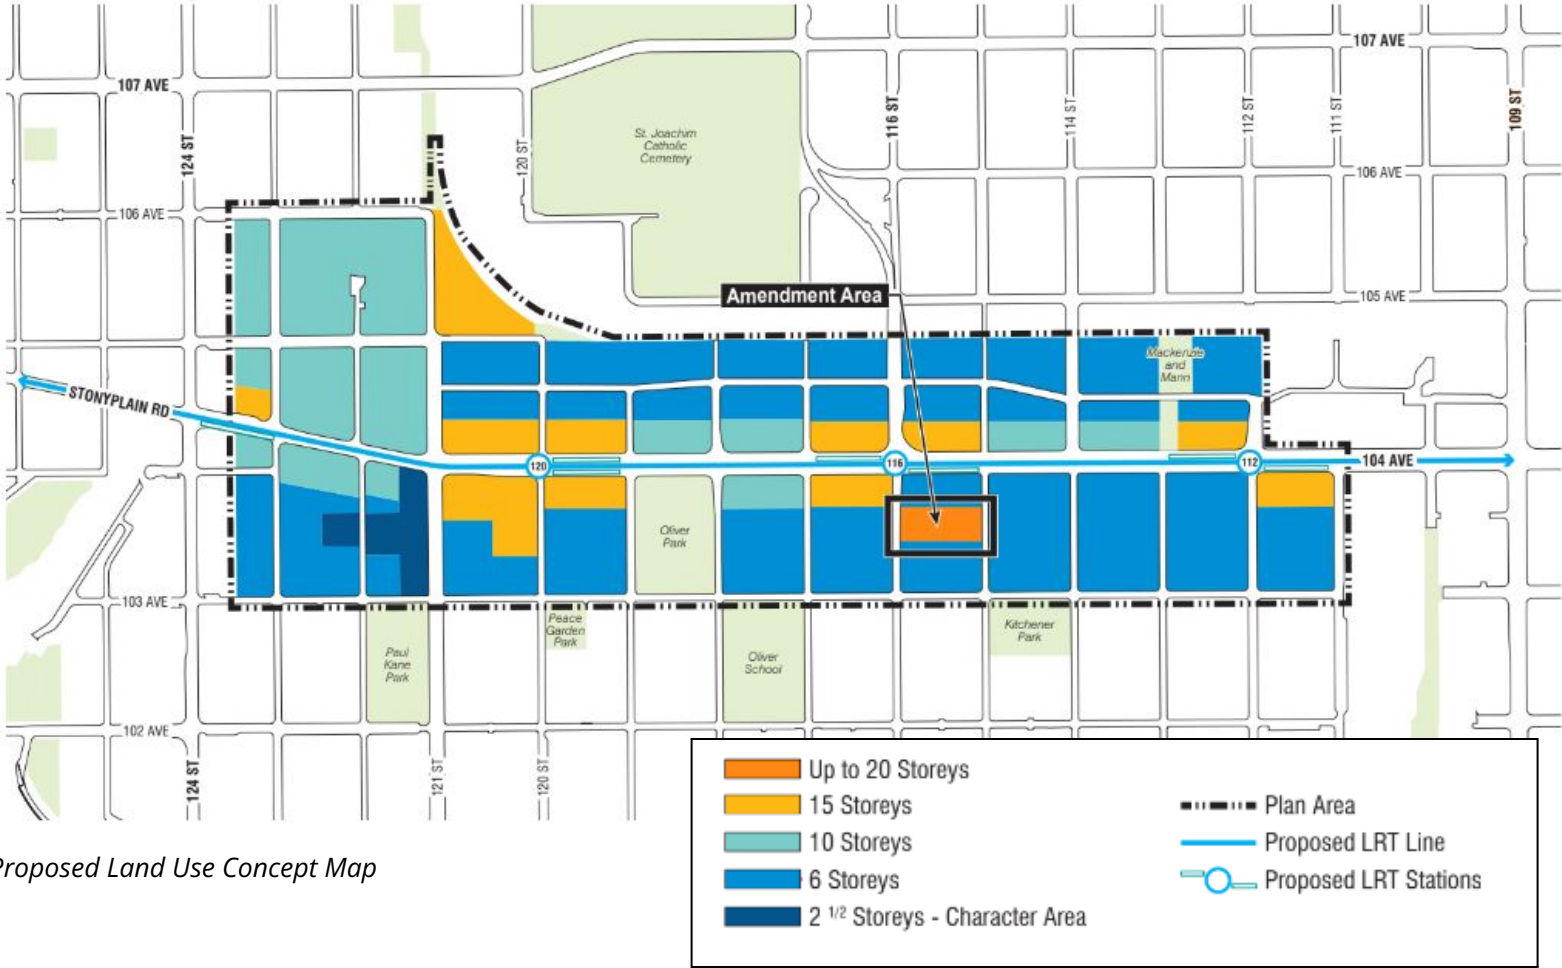 107 AVE
107 AVE
124 ST
120 ST
116 ST
114 ST
112 ST
111 ST
109 ST
St. Joachim
Catholic
Cemetery
106 AVE
106 AVE
Amendment Area
105 AVE
Mackenzie
and
Mann
STONYPLAIN RD
120
116
112
104 AVE
Oliver
Park
103 AVE
Peace
Garden
Park
Kitchener
Park
Paul
Kane
Park
Oliver
School
102 AVE
124 ST
121 ST
120 ST
Up to 20 Storeys
15 Storeys
10 Storeys
6 Storeys
2 1/2 Storeys - Character Area
Plan Area
Proposed LRT Line
Proposed LRT Stations
Proposed Land Use Concept Map